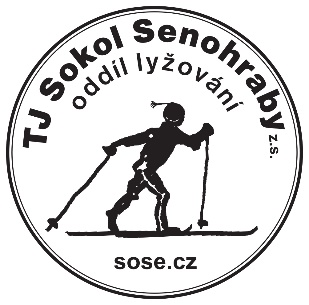 TJ Sokol Senohraby z.s.
oddíl lyžování
sose.cz